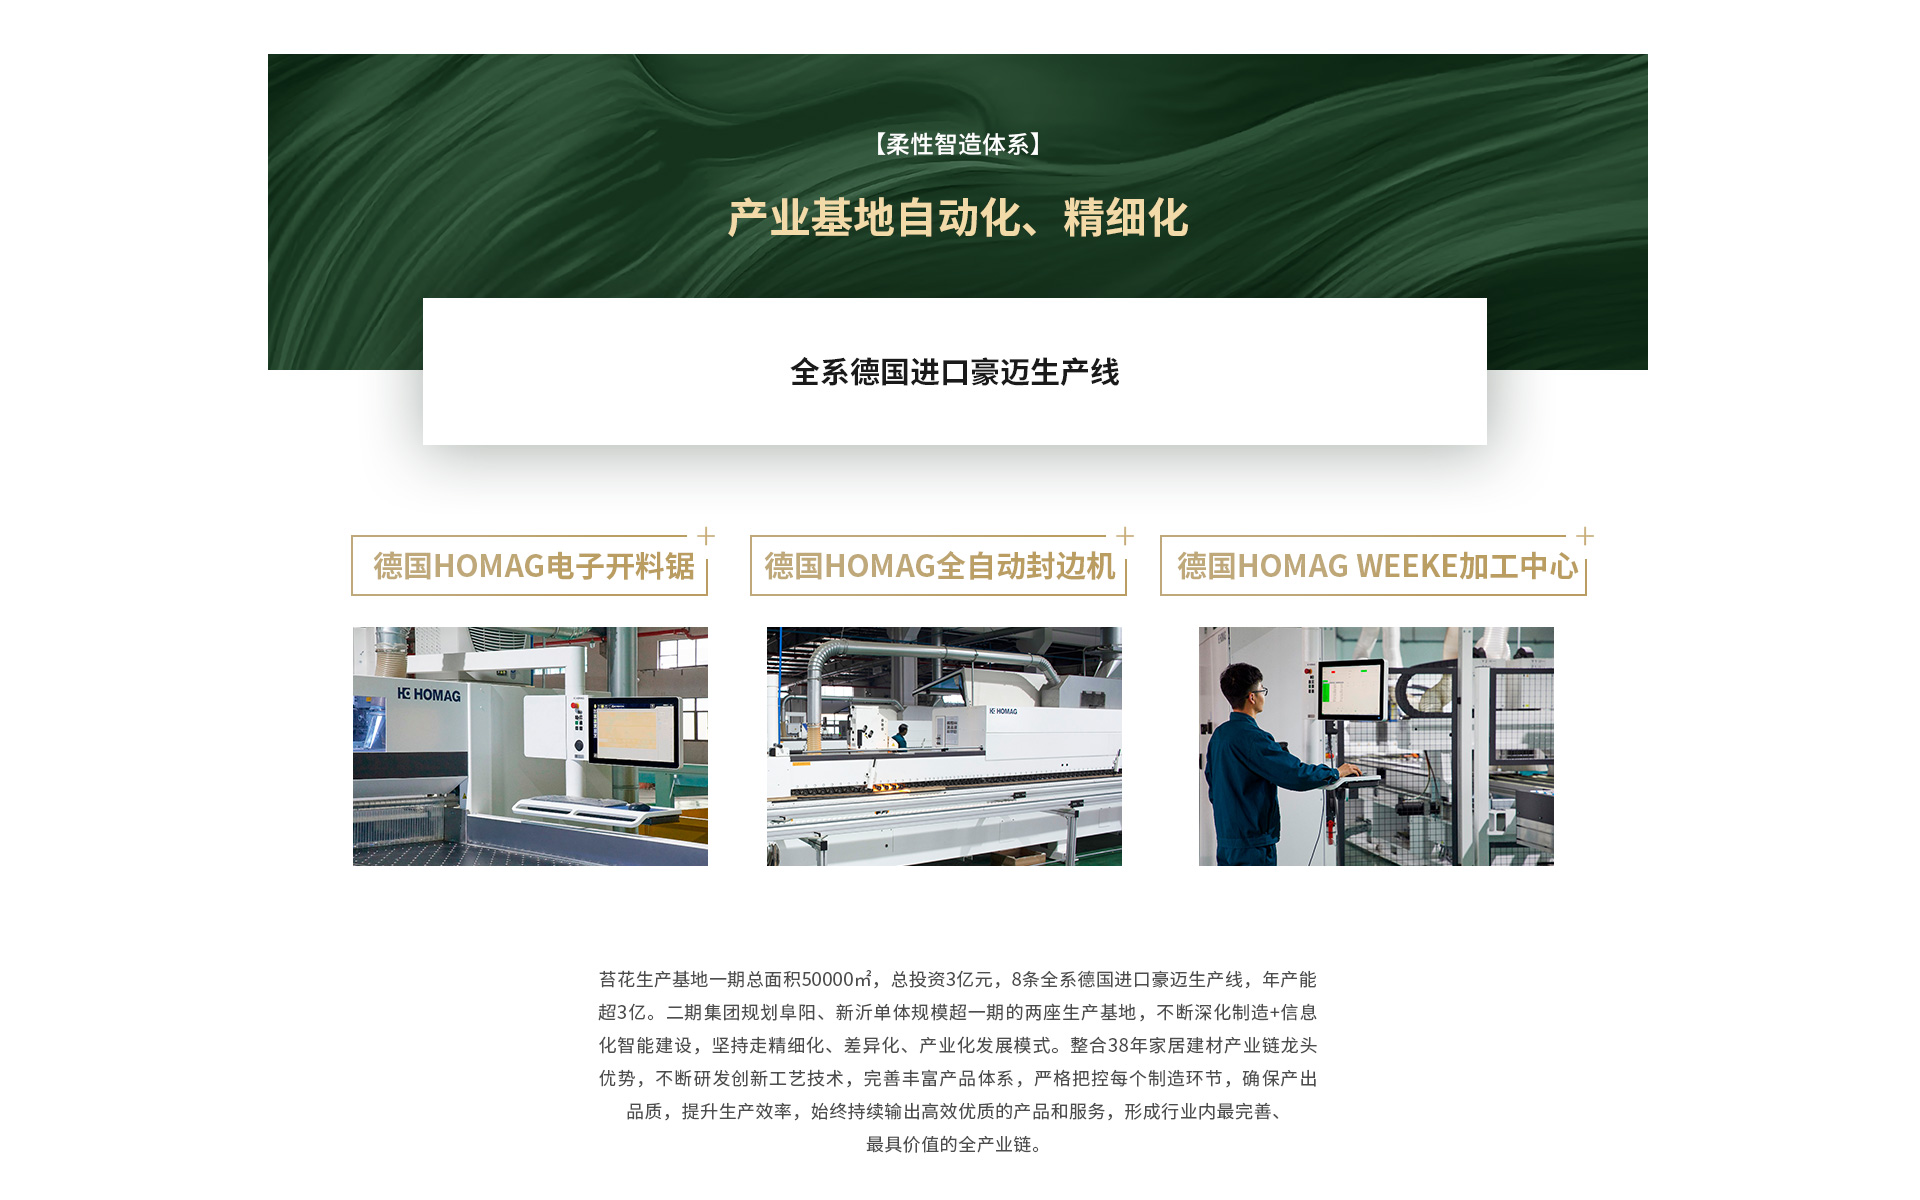 【柔性智造体系】
产业基地自动化、精细化
全系德国进口豪迈生产线
德国HOMAG电子开料锯
德国HOMAG全自动封边机
德国HOMAG WEEKE加工中心
HOMAG
HOMAG
苔花生产基地一期总面积50000㎡，总投资3亿元，8条全系德国进口豪迈生产线，年产能
超3亿。二期集团规划阜阳、新沂单体规模超一期的两座生产基地，不断深化制造+信息
化智能建设，坚持走精细化、差异化、产业化发展模式。整合38年家居建材产业链龙头
优势，不断研发创新工艺技术，完善丰富产品体系，严格把控每个制造环节，确保产出
品质，提升生产效率，始终持续输出高效优质的产品和服务，形成行业内最完善、
最具价值的全产业链。